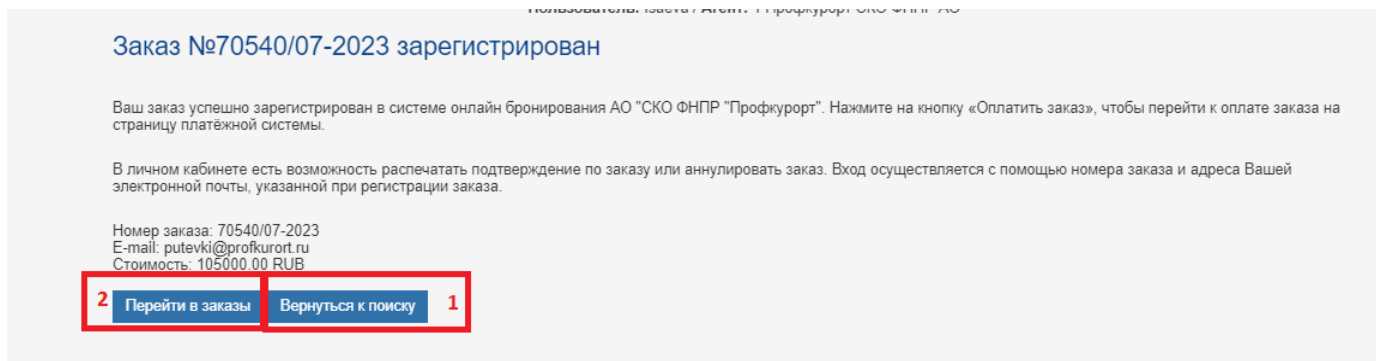 Заказ №70540/07-2023 зарегистрирован
Ваш заказ успешно зарегистрирован в системе онлайн бронирования АО "СКО ФНПР "Профкурорт". Нажмите на кнопку «Оплатить заказ», чтобы перейти к оплате заказа на
страницу платёжной системы.
В личном кабинете есть возможность распечатать подтверждение по заказу или аннулировать заказ. Вход осуществляется с помощью номера заказа и адреса Вашей
электронной почты, указанной при регистрации заказа.
Номер заказа: 70540/07-2023
E-mail: putevki@profkurort.ru
Стоимость: 105000.00 RUB
2 Перейти в заказы Вернуться к поиску 1